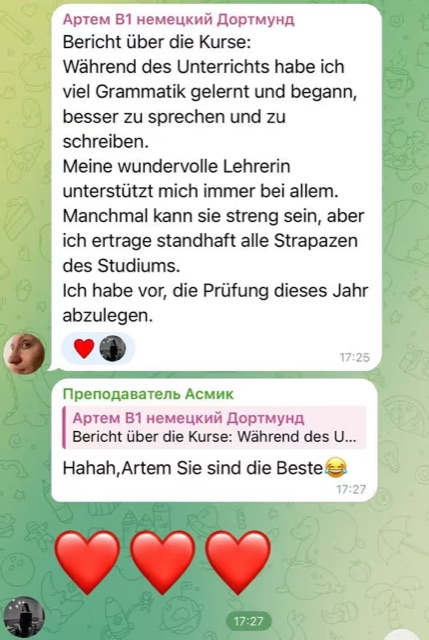 Артем B1 немецкий Дортмунд
Bericht über die Kurse:
Während des Unterrichts habe ich
viel Grammatik gelernt und begann,
besser zu sprechen und zu
schreiben.
Meine wundervolle Lehrerin
unterstützt mich immer bei allem.
Manchmal kann sie streng sein, aber
ich ertrage standhaft alle Strapazen
des Studiums.
Ich habe vor, die Prüfung dieses Jahr
abzulegen.
❤️
17:25
Преподаватель Асмик
Артем B1 немецкий Дортмунд
Bericht über die Kurse: Während des U...
Hahah,Artem Sie sind die Beste😂
17:27
❤️❤️❤️
17:27